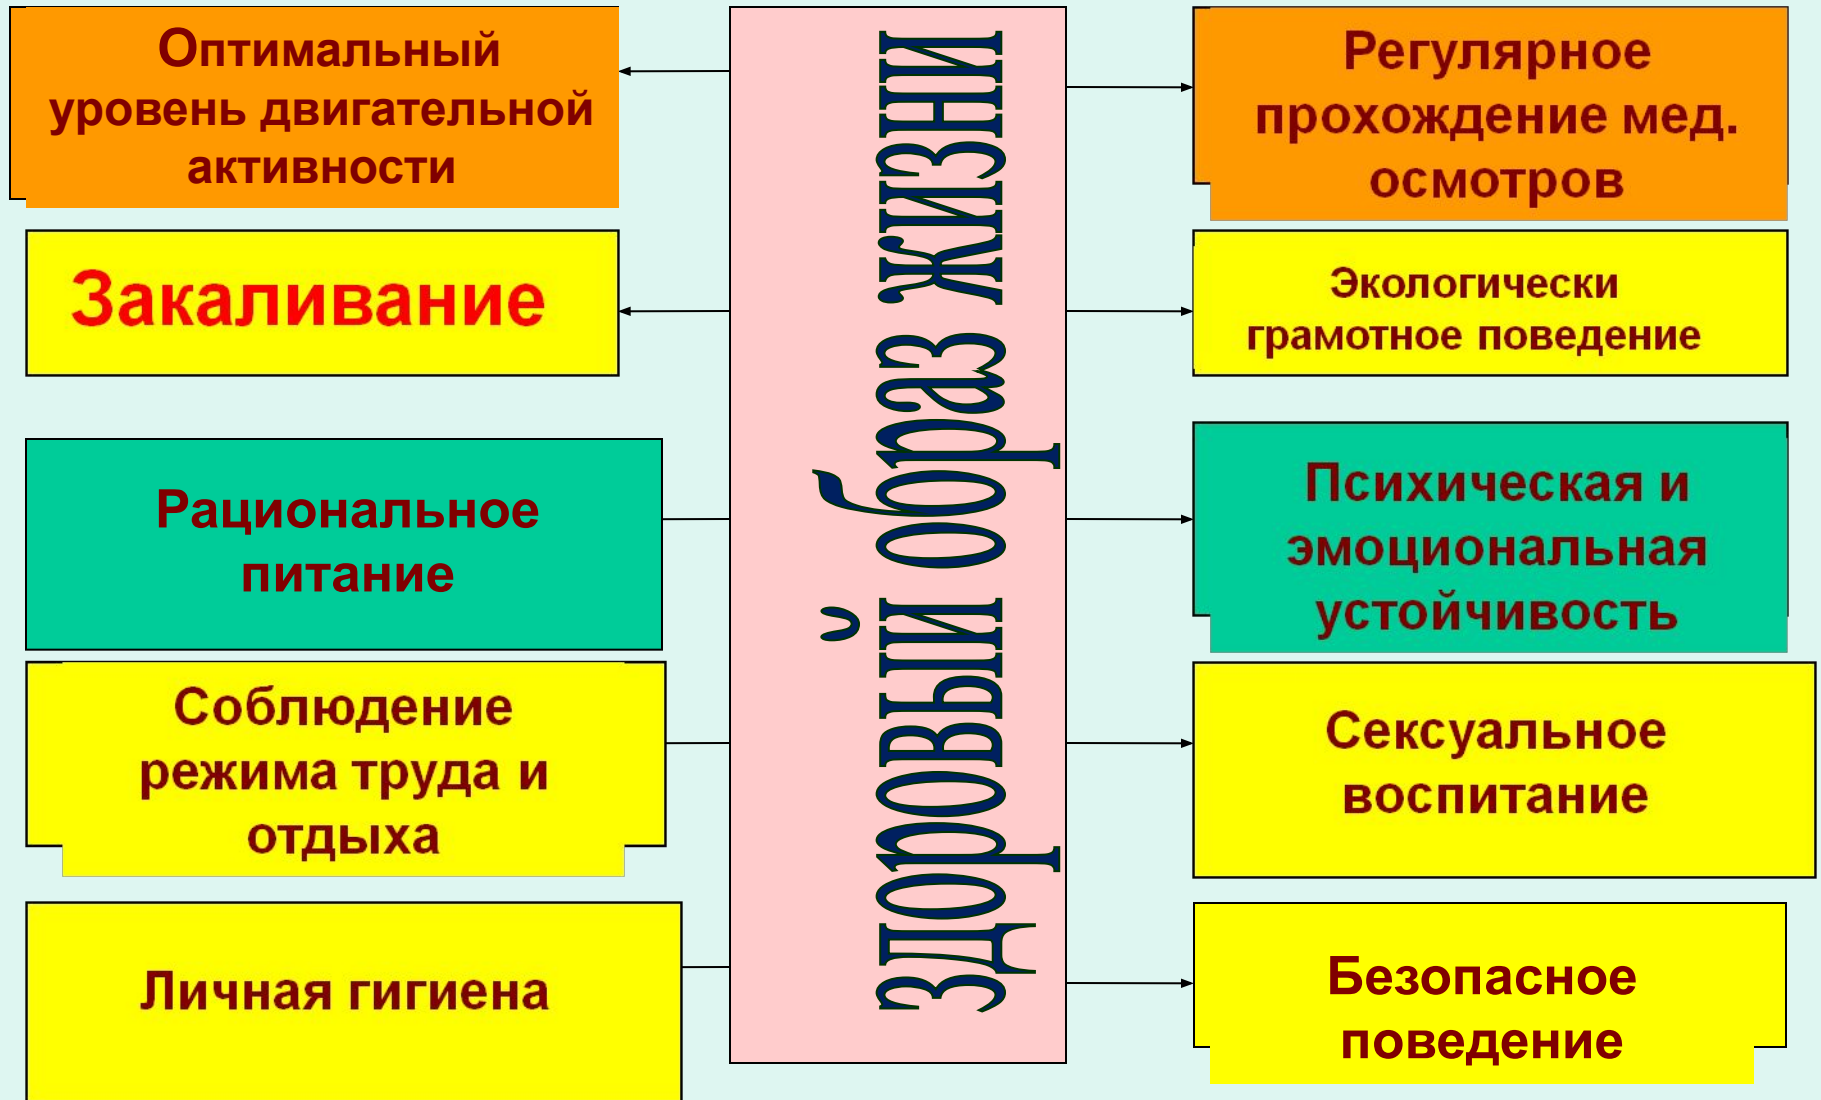 Оптимальный
уровень двигательной
активности
Закаливание
Рациональное
питание
Соблюдение
режима труда и
отдыха
Личная гигиена
здоровый образ жизни
Регулярное
прохождение мед.
осмотров
Экологически
грамотное поведение
Психическая и
эмоциональная
устойчивость
Сексуальное
воспитание
Безопасное
поведение